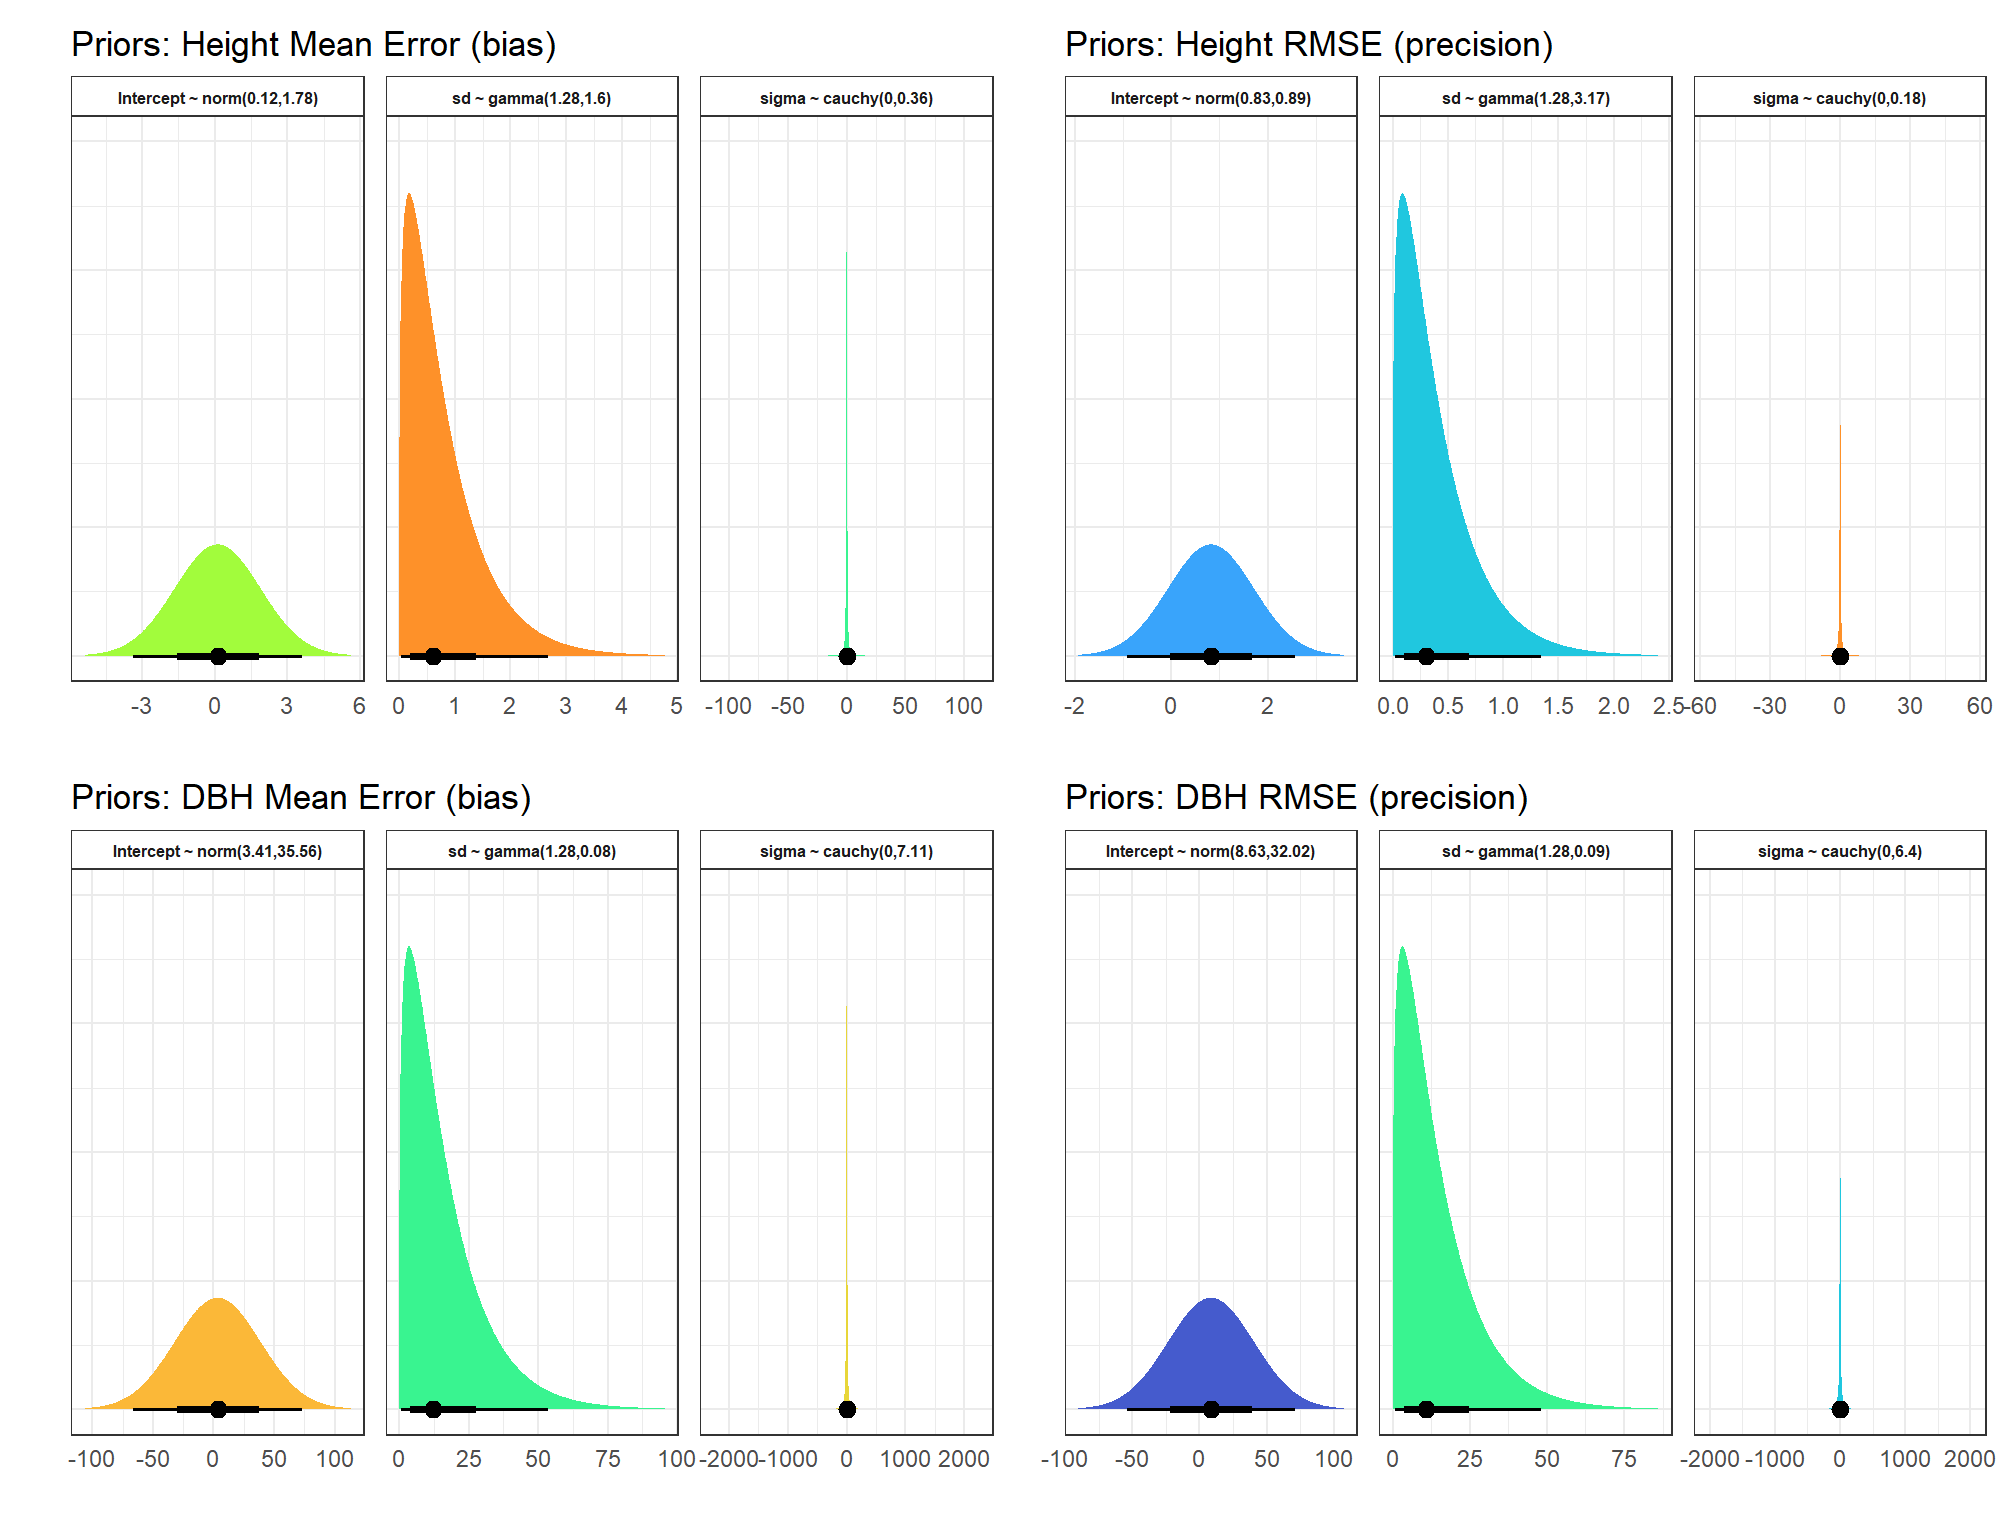 Priors: Height Mean Error (bias)
Priors: Height RMSE (precision)
Intercept ~ norm(0.12,1.78)
sd ~ gamma(1.28,1.6)
sigma ~ cauchy(0,0.36)
Intercept ~ norm(0.83,0.89)
sd ~ gamma(1.28,3.17)
sigma ~ cauchy(0,0.18)
-3 0 3 6
0 1 2 3 4 5
-100 -50 0 50 100
-2 0 2
0.0 0.5 1.0 1.5 2.0 2.5
-60 -30 0 30 60
Priors: DBH Mean Error (bias)
Priors: DBH RMSE (precision)
Intercept ~ norm(3.41,35.56)
sd ~ gamma(1.28,0.08)
sigma ~ cauchy(0,7.11)
Intercept ~ norm(8.63,32.02)
sd ~ gamma(1.28,0.09)
sigma ~ cauchy(0,6.4)
-100 -50 0 50 100
0 25 50 75 100
-2000 -1000 0 1000 2000
-100 -50 0 50 100
0 25 50 75
-2000 -1000 0 1000 2000